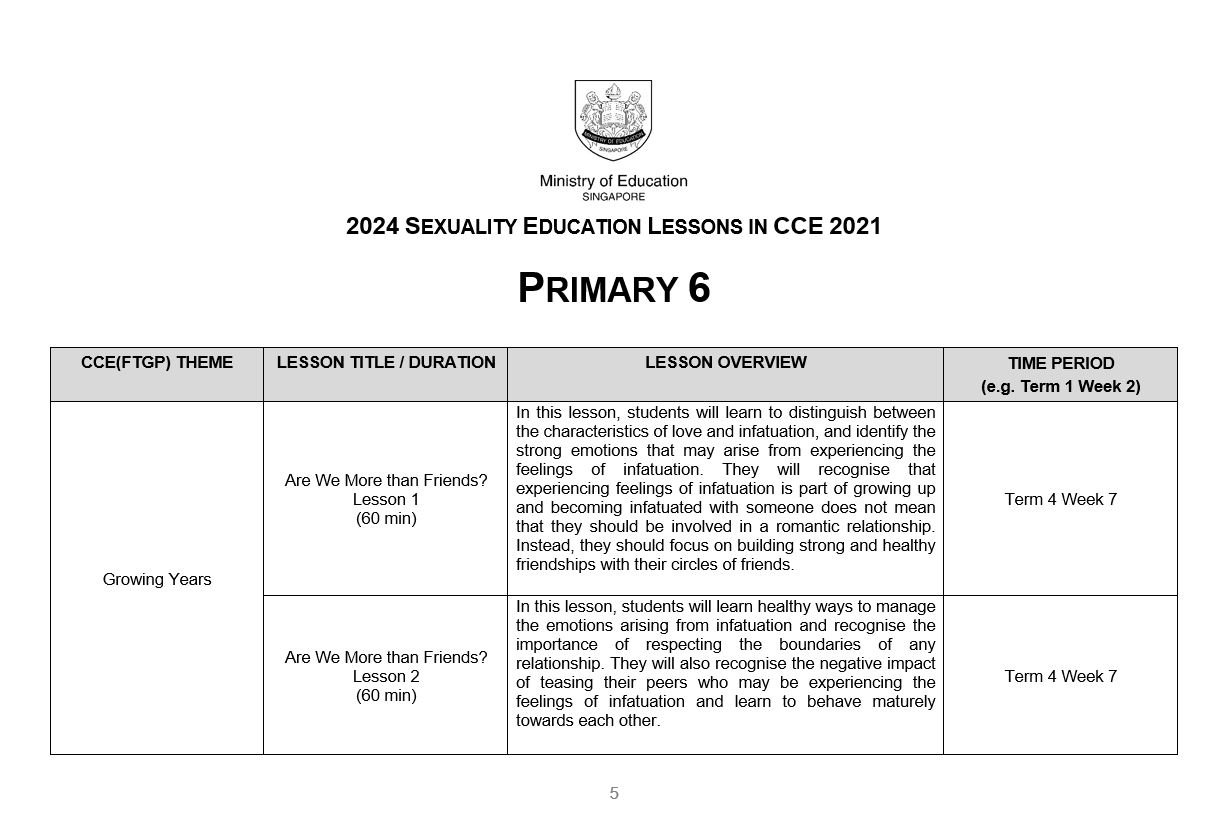 MINISTRY OF EDUCATION
SINGAPORE
Ministry of Education
SINGAPORE
2024 SEXUALITY EDUCATION LESSONS IN CCE 2021
PRIMARY 6
CCE(FTGP) THEME
LESSON TITLE / DURATION
LESSON OVERVIEW
TIME PERIOD
(e.g. Term 1 Week 2)
Growing Years
Are We More than Friends?
Lesson 1
(60 min)
In this lesson, students will learn to distinguish between
the characteristics of love and infatuation, and identify the
strong emotions that may arise from experiencing the
feelings of infatuation. They will recognise that
experiencing feelings of infatuation is part of growing up
and becoming infatuated with someone does not mean
that they should be involved in a romantic relationship.
Instead, they should focus on building strong and healthy
friendships with their circles of friends.
Term 4 Week 7
Are We More than Friends?
Lesson 2
(60 min)
In this lesson, students will learn healthy ways to manage
the emotions arising from infatuation and recognise the
importance of respecting the boundaries of any
relationship. They will also recognise the negative impact
of teasing their peers who may be experiencing the
feelings of infatuation and learn to behave maturely
towards each other.
Term 4 Week 7
5